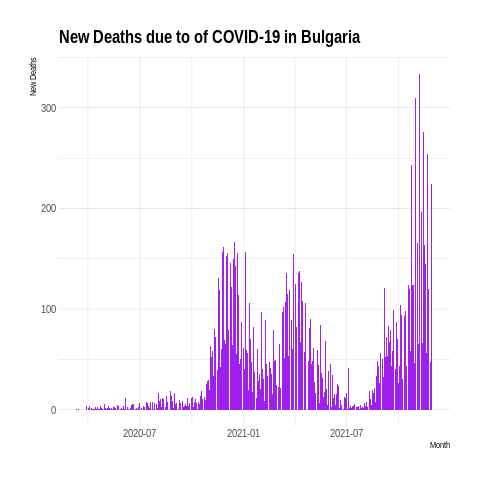 New Deaths due to of COVID-19 in Bulgaria
New Deaths
300
200
100
0
2020-07
2021-01
2021-07
Month